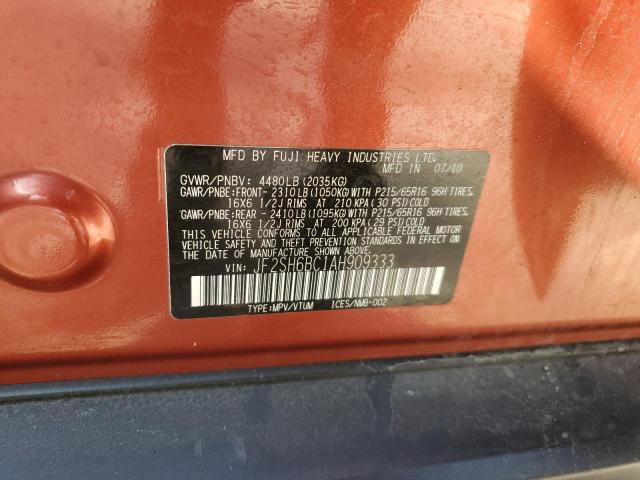 MFD BY FUJI HEAVY INDUSTRIES LTD.
MFD IN 07/10
GVWR/PNBV: 4480LB (2035KG)
GAWR/PNBE:FRONT- 2310LB(1050KG)WITH P215/65R16 96H TIRES,
16X6 1/2J RIMS AT 210 KPA (30 PSI)COLD
GAWR/PNBE:REAR - 2410LB(1095KG)WITH P215/65R16 96H TIRES,
16X6 1/2J RIMS AT 200 KPA (29 PSI)COLD
THIS VEHICLE CONFORMS TO ALL APPLICABLE FEDERAL MOTOR
VEHICLE SAFETY AND THEFT PREVENTION STANDARDS IN EFFECT ON
THE DATE OF MANUFACTURE SHOWN ABOVE.
VIN: JF2SH6BC1AH909333
TYPE:MPV/VTUM ICES/NMB-002